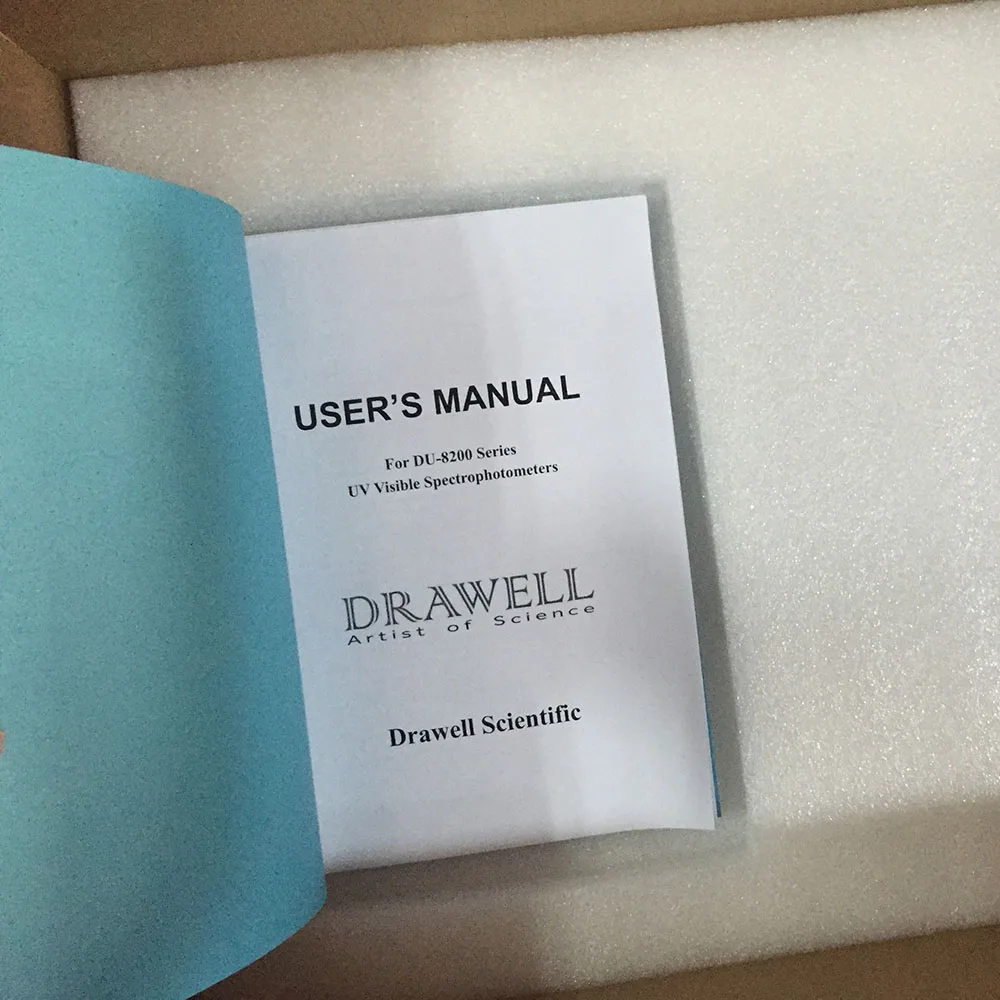 USER'S MANUAL
For DU-8200 Series
UV Visible Spectrophotometers
DRAWELL
Artist of Science
Drawell Scientific